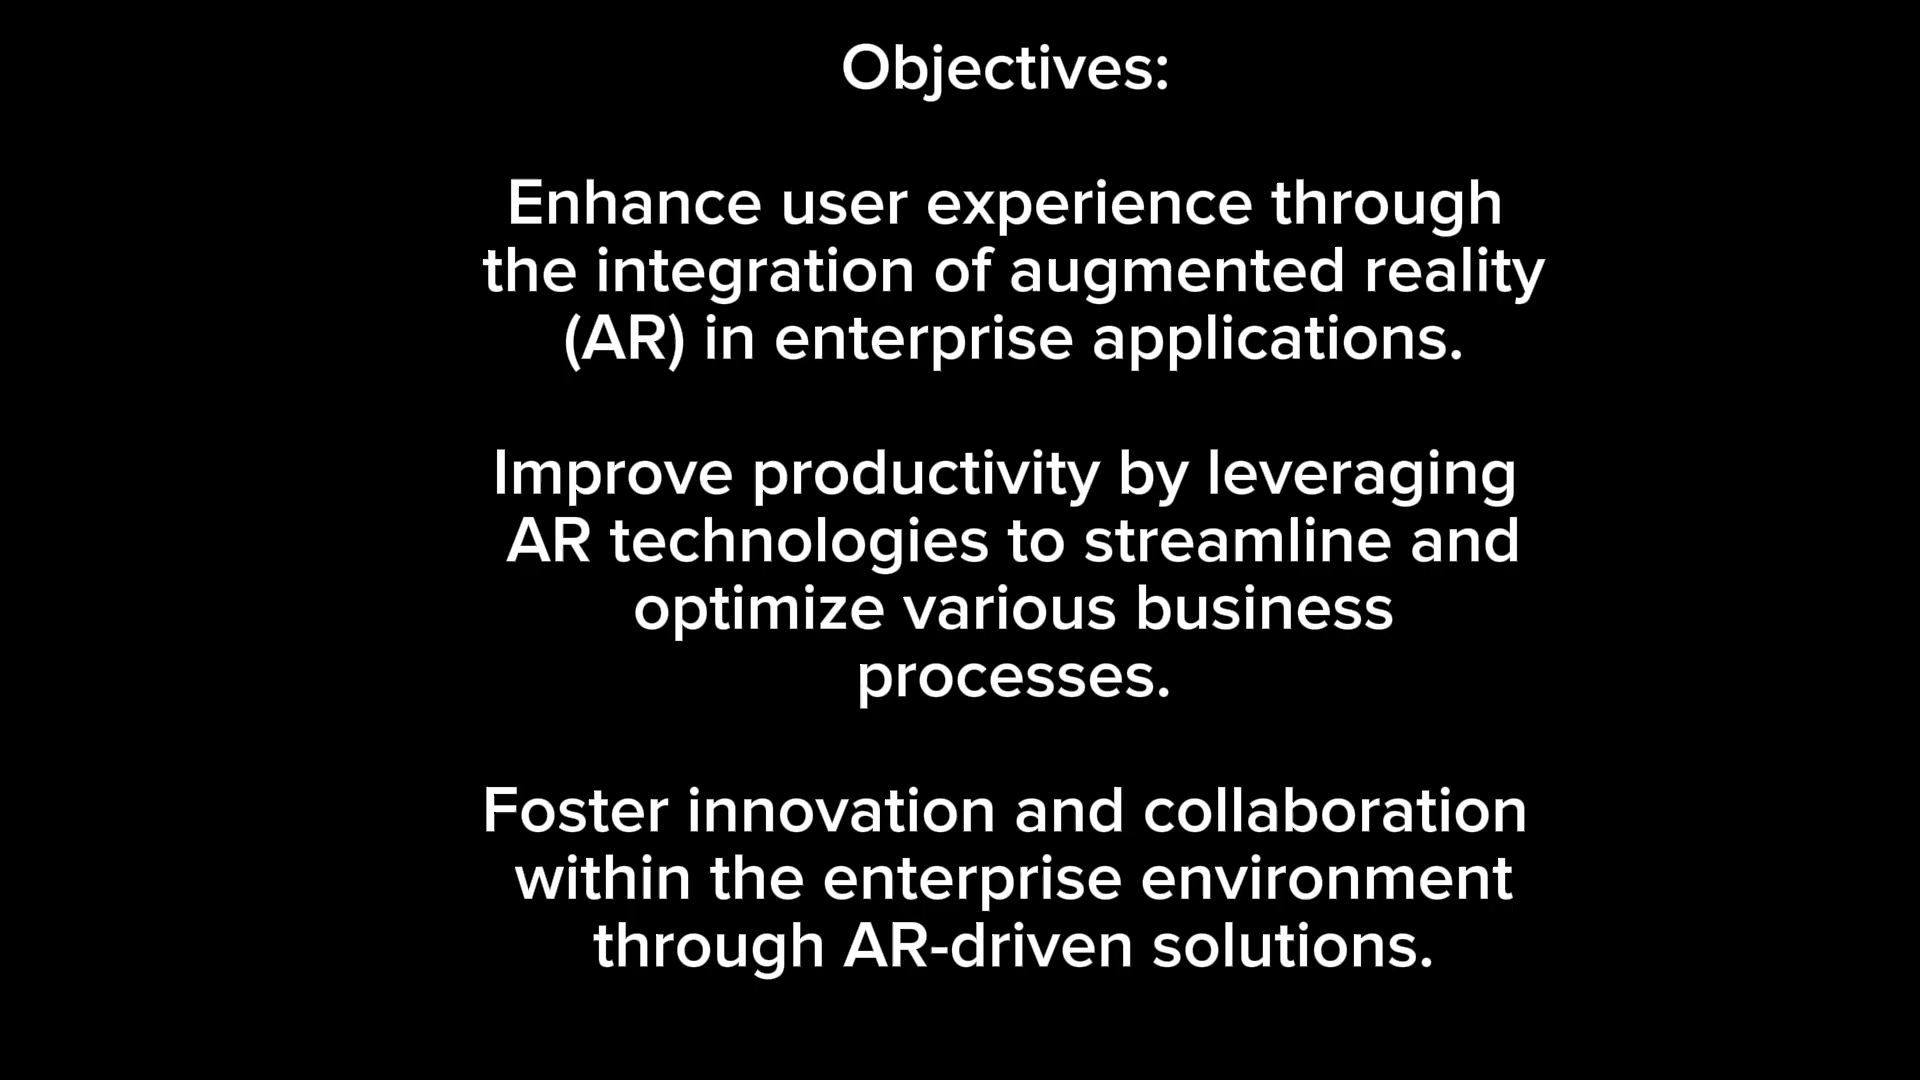 Objectives:
Enhance user experience through
the integration of augmented reality
(AR) in enterprise applications.
Improve productivity by leveraging
AR technologies to streamline and
optimize various business
processes.
Foster innovation and collaboration
within the enterprise environment
through AR-driven solutions.